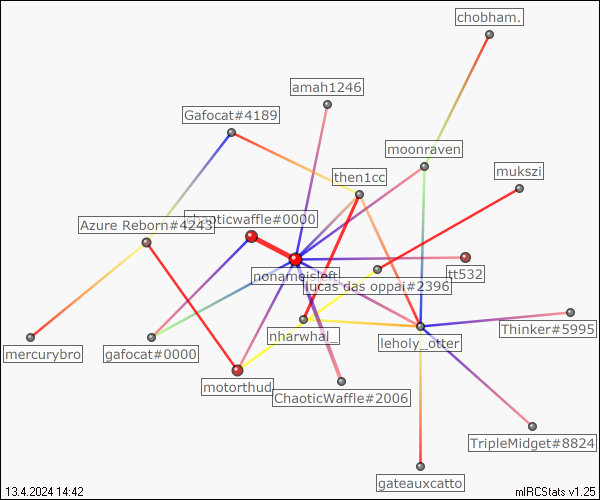 chobham.
amah1246
Gafocat#4189
moonraven
then1cc
mukszi
chaoticwaffle#0000
Azure Reborn#4243
nonameisleft
tt532
lucas das oppai#2396
Thinker#5995
nharwhal_
leholy_otter
mercurybro
gafocat#0000
motorthud
ChaoticWaffle#2006
TripleMidget#8824
gateauxcatto
13.4.2024 14:42
mIRCStats v1.25